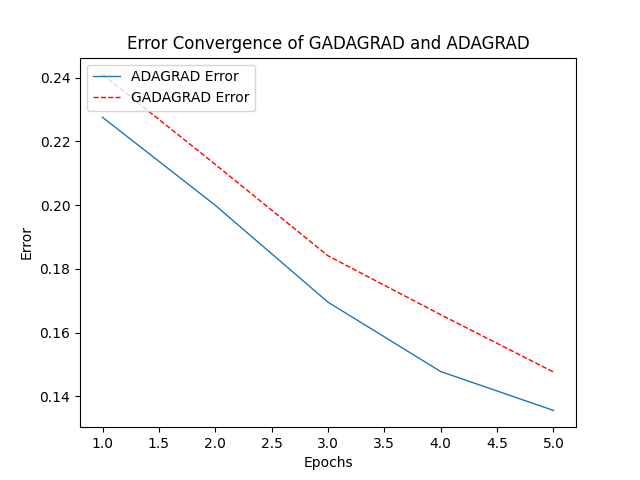 Error Convergence of GADAGRAD and ADAGRAD
ADAGRAD Error
GADAGRAD Error
0.24
0.22
0.20
0.18
0.16
0.14
Error
1.0 1.5 2.0 2.5 3.0 3.5 4.0 4.5 5.0
Epochs